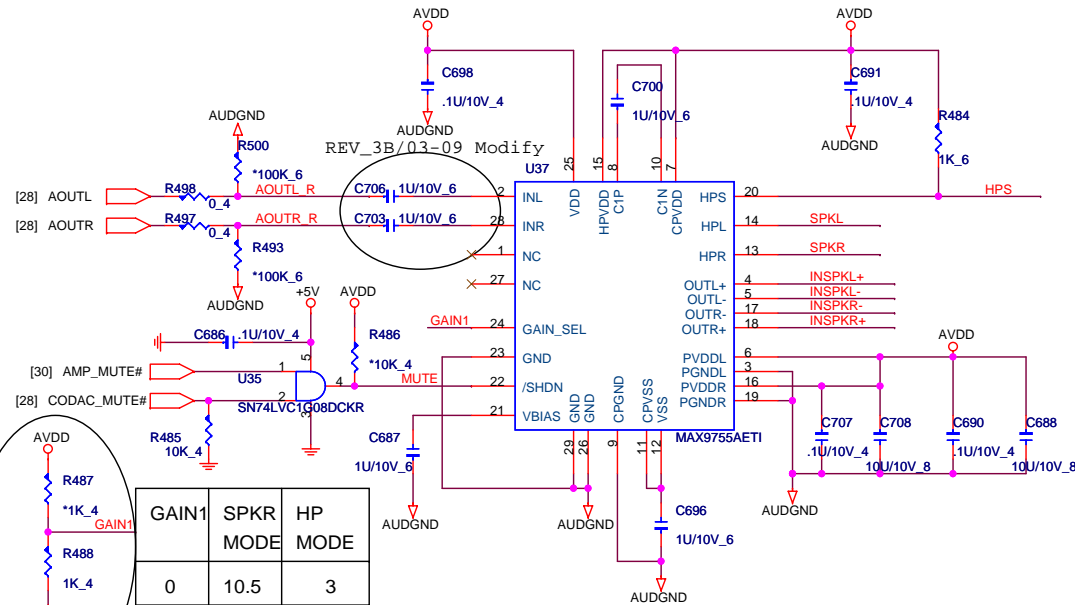 AVDD
AVDD
C698
.1U/10V_4
AUDGND
C700
1U/10V_6
C691
.1U/10V_4
AUDGND
R484
1K_6
AUDGND
R500
*100K_6
REV_3B/03-09 Modify
U37
25
15
8
10
7
[28] AOUTL
R498
0_4
AOUTL_R
C706
1U/10V_6
2
INL
VDD
HPVDD
C1P
C1N
CPVDD
HPS
20
HPS
[28] AOUTR
R497
0_4
AOUTR_R
C703
1U/10V_6
28
INR
HPL
14
SPKL
R493
*100K_6
AUDGND
1
NC
HPR
13
SPKR
27
NC
OUTL+
4
INSPKL+
OUTL-
5
INSPKL-
OUTR-
17
INSPKR-
OUTR+
18
INSPKR+
+5V
AVDD
C686
.1U/10V_4
R486
*10K_4
GAIN1
24
GAIN_SEL
23
GND
PVDDL
6
PGNDL
3
PVDDR
16
PGNDR
19
AVDD
[30] AMP_MUTE#
1
5
U35
4
MUTE
22
/SHDN
[28] CODAC_MUTE#
2
3
SN74LVC1G08DCKR
21
VBIAS
GND
GND
CPGND
CPVSS
VSS
MAX9755AETI
29
26
9
11
12
R485
10K_4
C687
1U/10V_6
AUDGND
AUDGND
C696
1U/10V_6
AUDGND
C707
.1U/10V_4
C708
10U/10V_8
C690
.1U/10V_4
C688
10U/10V_8
AUDGND
AVDD
R487
*1K_4
GAIN1
R488
1K_4
GAIN1 SPKR MODE HP MODE
0 10.5 3